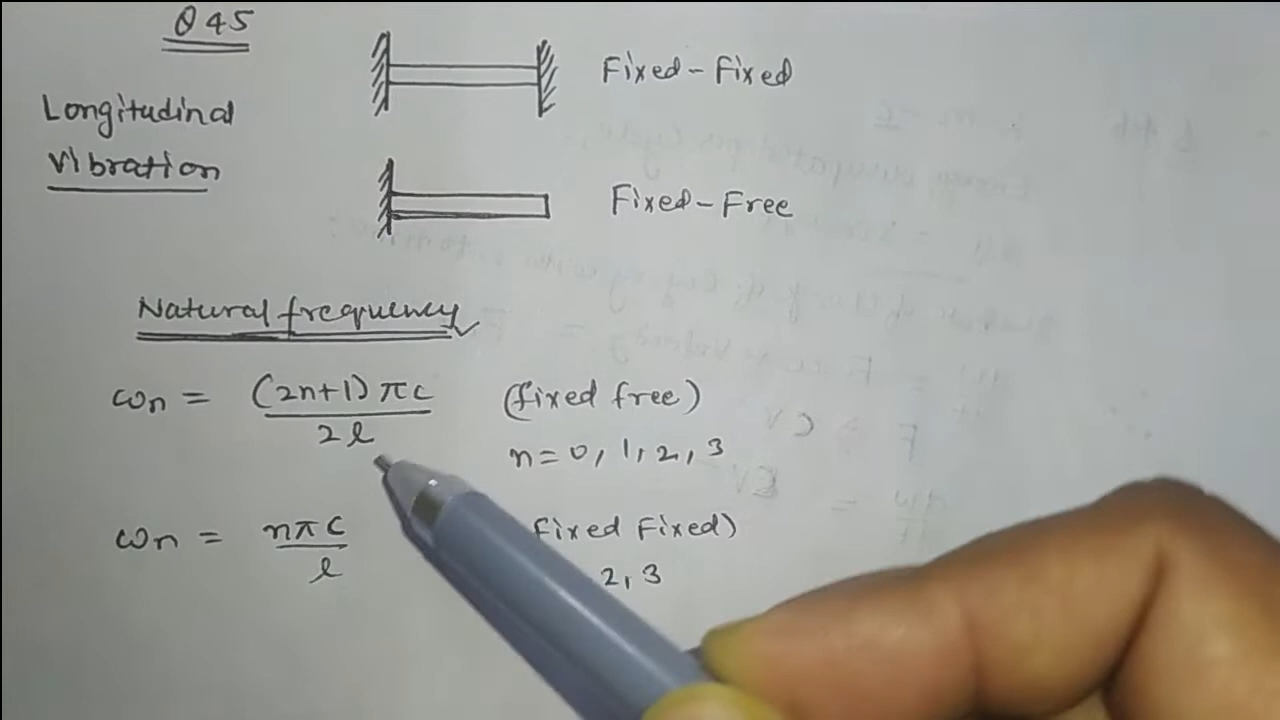 Q45
Longitudinal
vibration
Fixed-Fixed
Fixed-Free
Natural frequency
ωn = (2n+1)πc / 2l (fixed free)
n = 0, 1, 2, 3
ωn = nπc / l Fixed Fixed)
2, 3